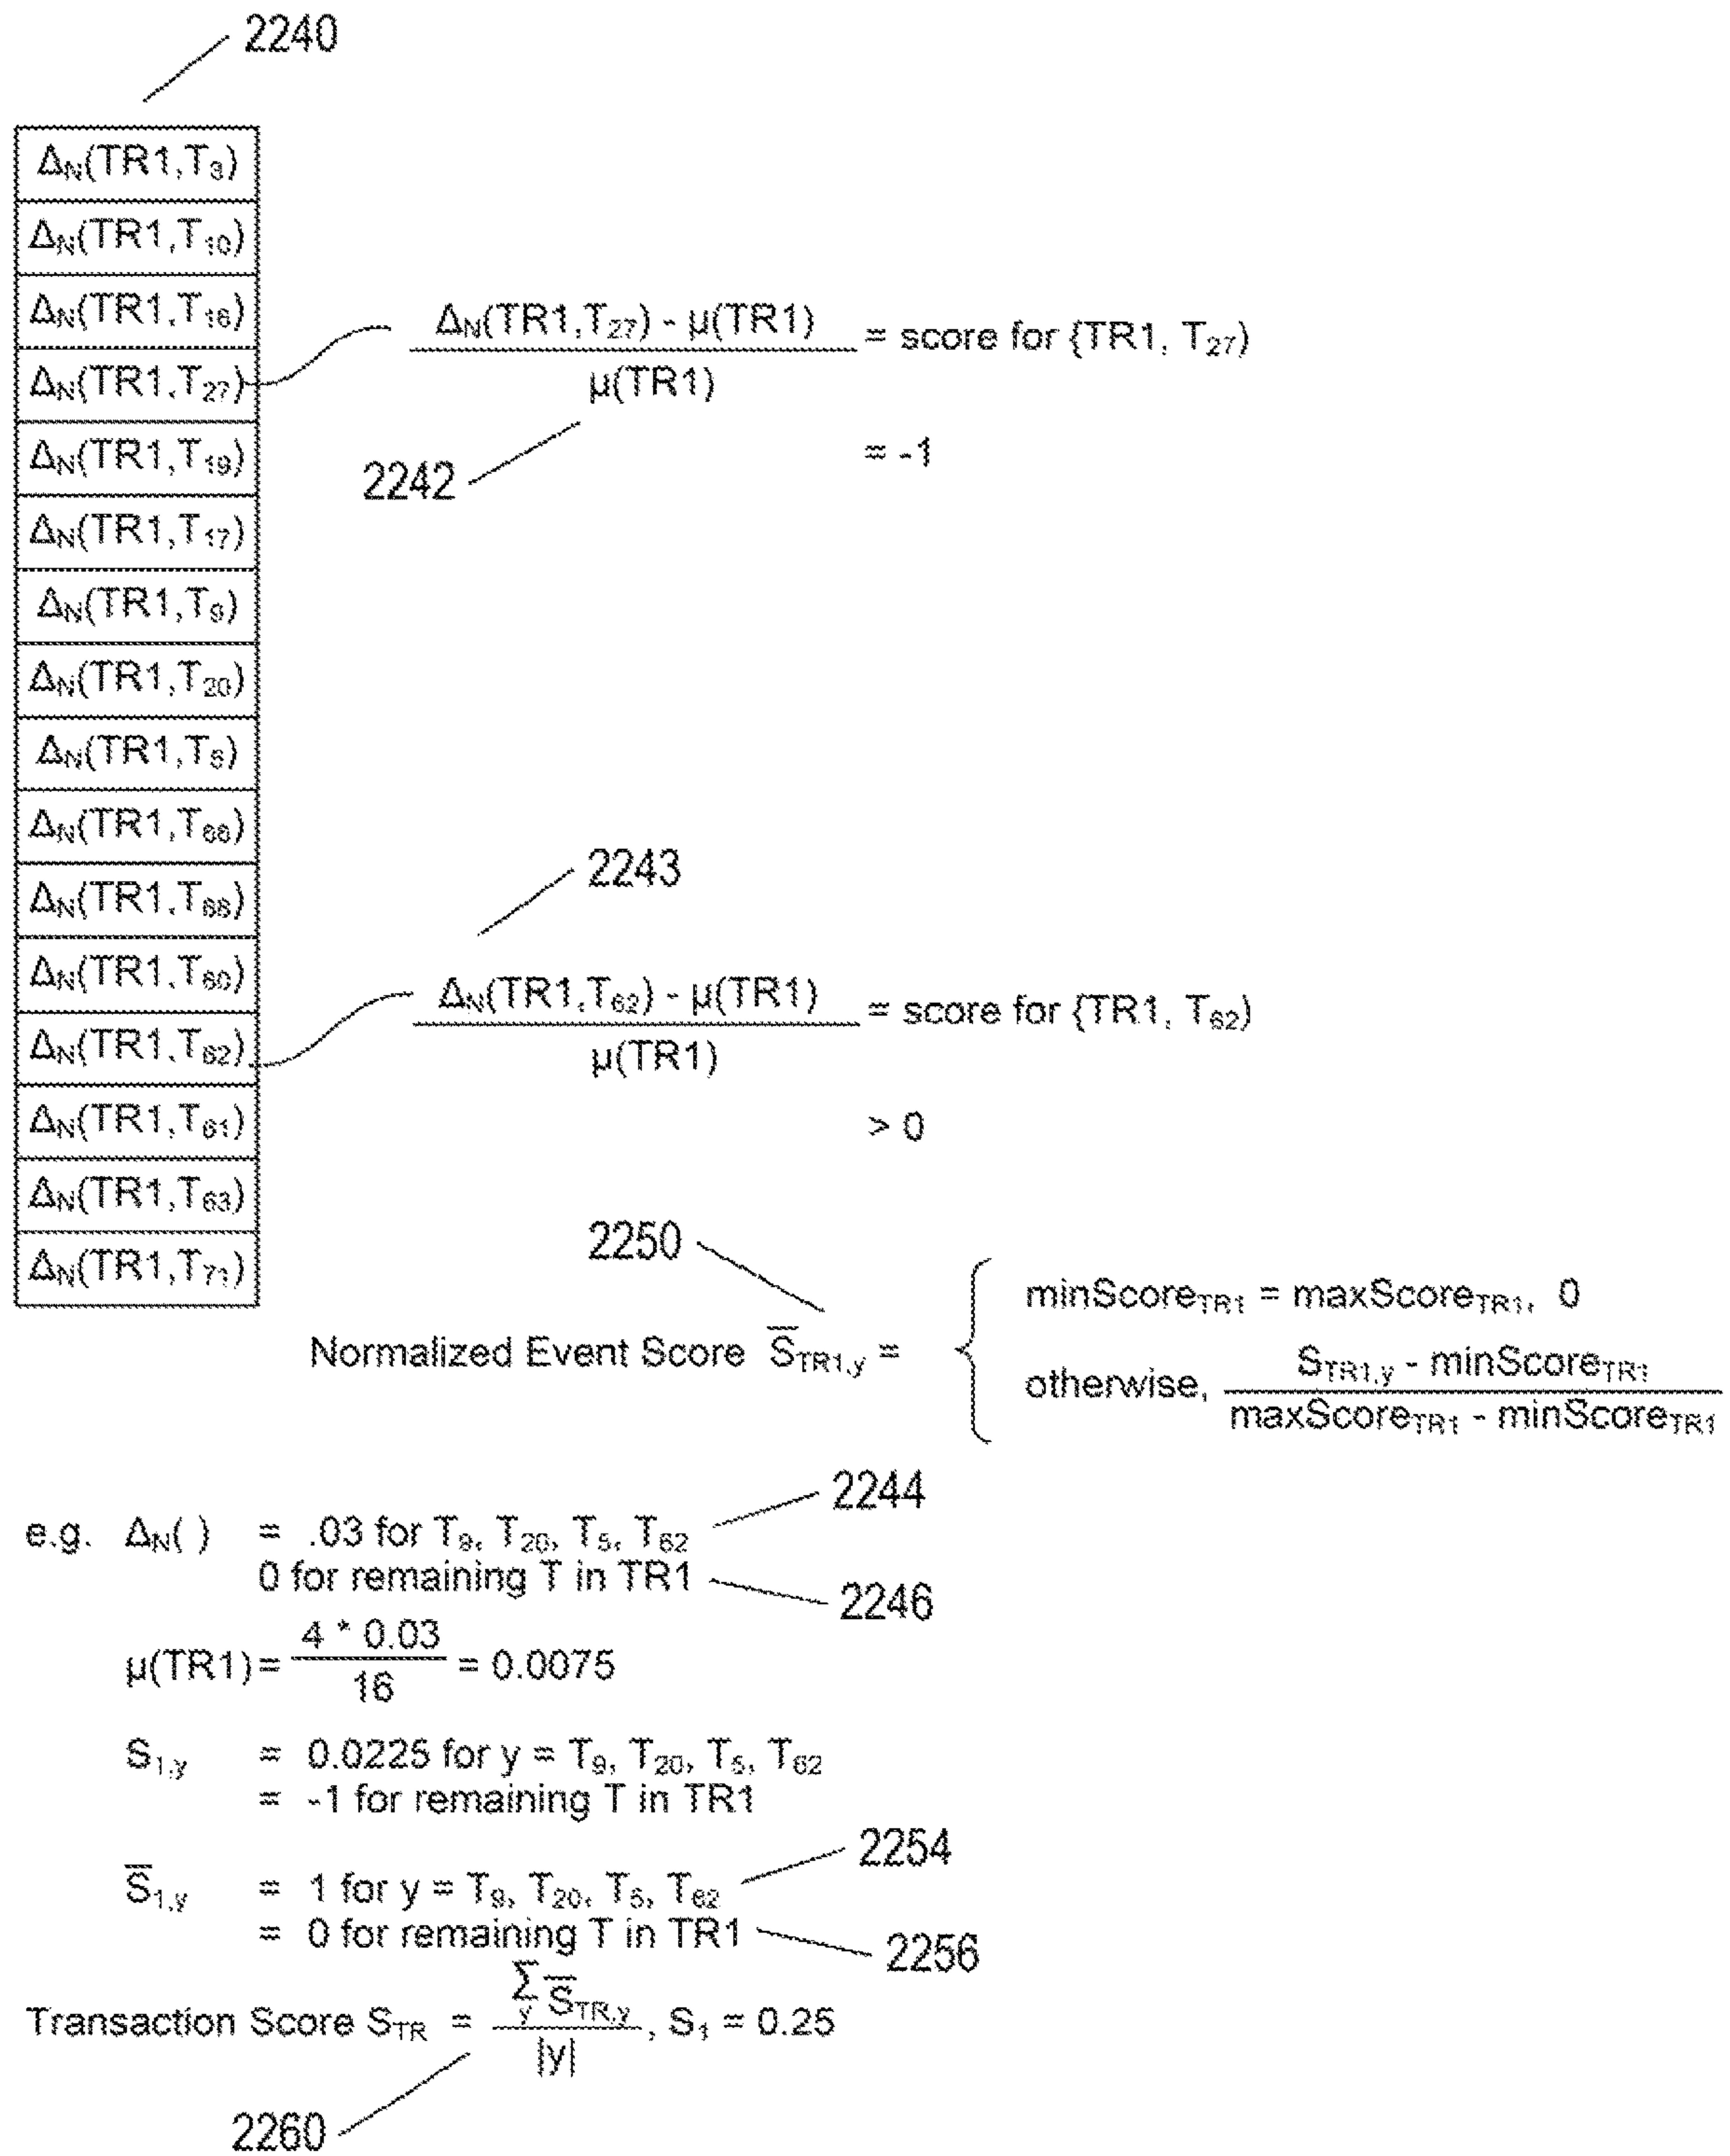 2240
ΔN(TR1,T3)
ΔN(TR1,T10)
ΔN(TR1,T16)
ΔN(TR1,T27)
ΔN(TR1,T19)
ΔN(TR1,T17)
ΔN(TR1,T9)
ΔN(TR1,T20)
ΔN(TR1,T5)
ΔN(TR1,T66)
ΔN(TR1,T68)
ΔN(TR1,T60)
ΔN(TR1,T62)
ΔN(TR1,T61)
ΔN(TR1,T63)
ΔN(TR1,T71)
ΔN(TR1,T27) - μ(TR1)
μ(TR1)
= score for {TR1, T27)
= -1
2242
2243
ΔN(TR1,T62) - μ(TR1)
μ(TR1)
= score for {TR1, T62)
> 0
2250
Normalized Event Score S̅TR1,y =
minScoreTR1 = maxScoreTR1, 0
otherwise,
STR1,y - minScoreTR1
maxScoreTR1 - minScoreTR1
2244
e.g. ΔN( ) = .03 for T9, T20, T5, T62
0 for remaining T in TR1
2246
μ(TR1) = 4 * 0.03 / 16 = 0.0075
S1,y = 0.0225 for y = T9, T20, T5, T62
= -1 for remaining T in TR1
2254
S̅1,y = 1 for y = T9, T20, T5, T62
= 0 for remaining T in TR1
2256
Transaction Score STR = ∑y S̅TR,y / |y|, S1 = 0.25
2260